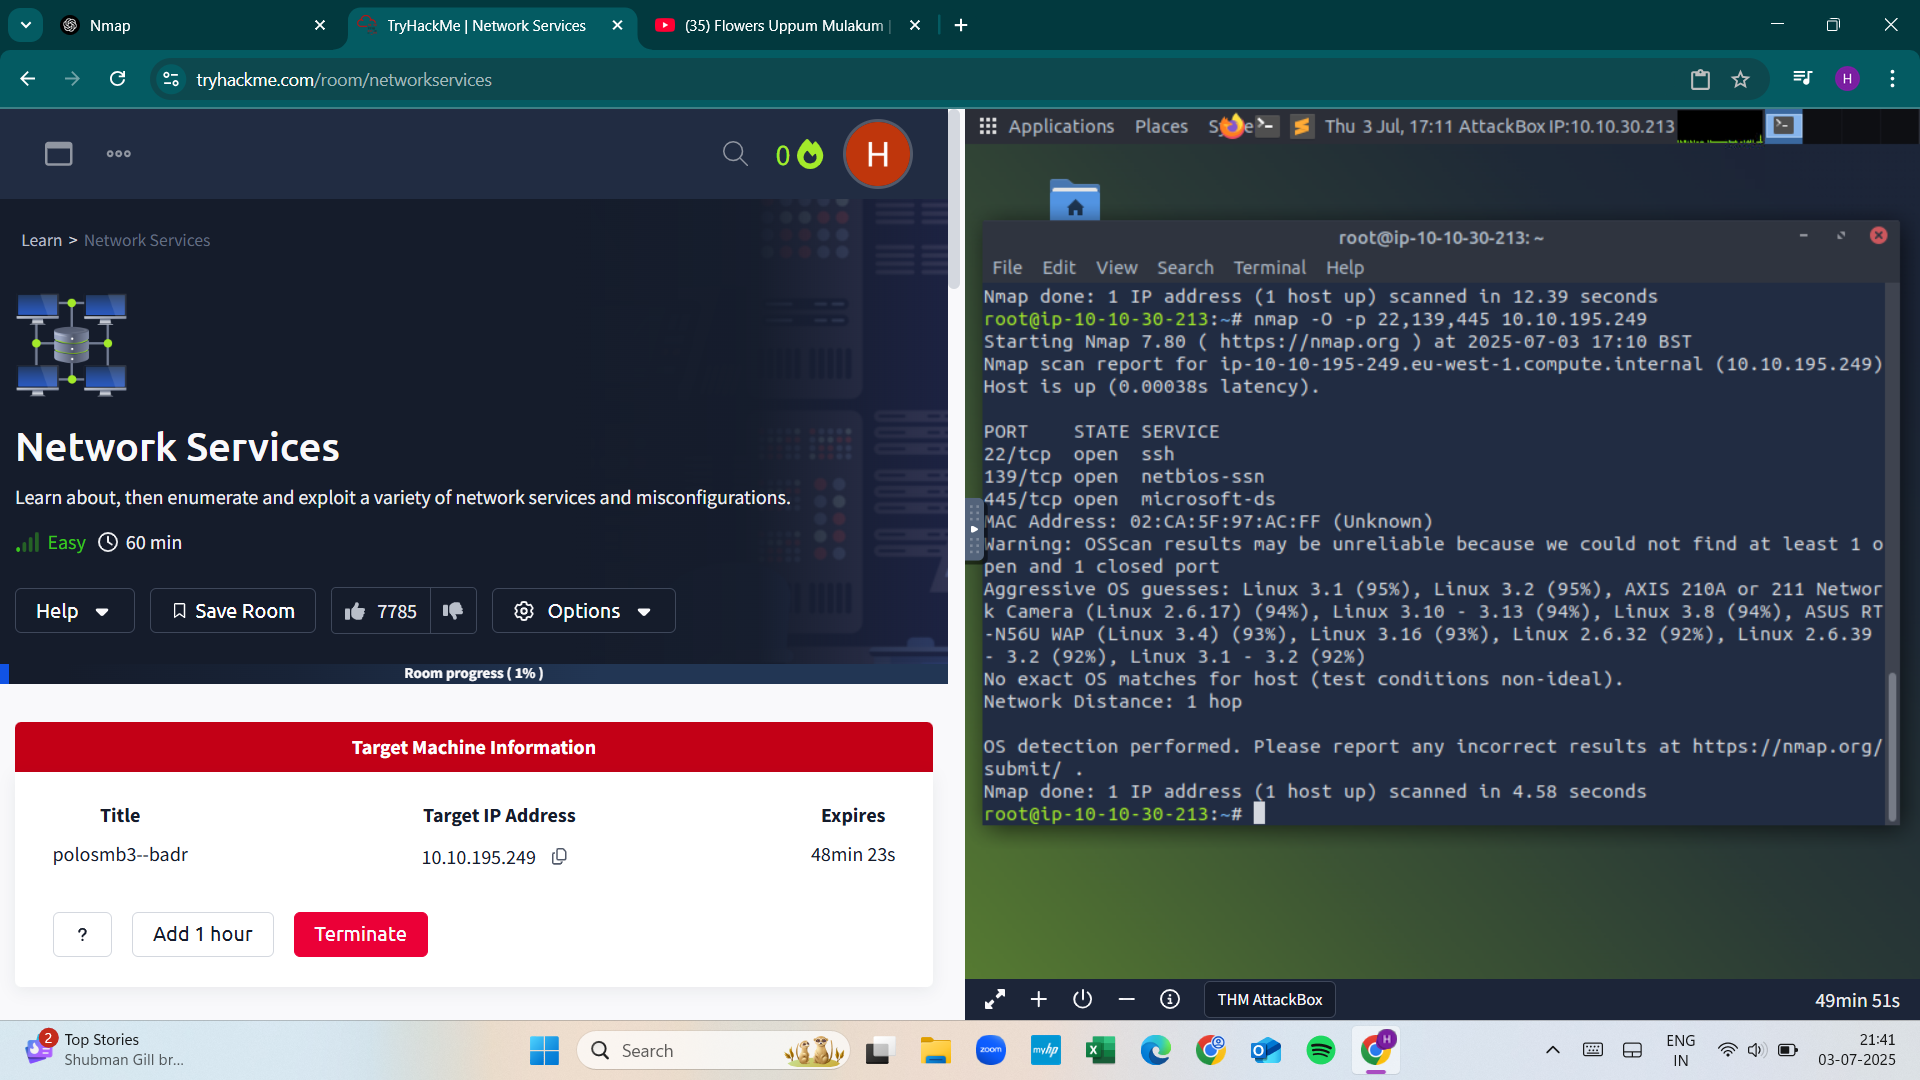 Nmap
TryHackMe | Network Services
(35) Flowers Uppum Mulakum |
tryhackme.com/room/networkservices
H
0
H
Learn > Network Services
Network Services
Learn about, then enumerate and exploit a variety of network services and misconfigurations.
Easy 60 min
Help
Save Room
7785
Options
Room progress ( 1% )
Target Machine Information
Title Target IP Address Expires
polosmb3--badr 10.10.195.249 48min 23s
?
Add 1 hour
Terminate
Applications Places Thu 3 Jul, 17:11 AttackBox IP:10.10.30.213
root@ip-10-10-30-213: ~
File Edit View Search Terminal Help
Nmap done: 1 IP address (1 host up) scanned in 12.39 seconds
root@ip-10-10-30-213:~# nmap -O -p 22,139,445 10.10.195.249
Starting Nmap 7.80 ( https://nmap.org ) at 2025-07-03 17:10 BST
Nmap scan report for ip-10-10-195-249.eu-west-1.compute.internal (10.10.195.249)
Host is up (0.00038s latency).
PORT    STATE SERVICE
22/tcp  open  ssh
139/tcp open  netbios-ssn
445/tcp open  microsoft-ds
MAC Address: 02:CA:5F:97:AC:FF (Unknown)
Warning: OSScan results may be unreliable because we could not find at least 1 o
pen and 1 closed port
Aggressive OS guesses: Linux 3.1 (95%), Linux 3.2 (95%), AXIS 210A or 211 Networ
k Camera (Linux 2.6.17) (94%), Linux 3.10 - 3.13 (94%), Linux 3.8 (94%), ASUS RT
-N56U WAP (Linux 3.4) (93%), Linux 3.16 (93%), Linux 2.6.32 (92%), Linux 2.6.39
- 3.2 (92%), Linux 3.1 - 3.2 (92%)
No exact OS matches for host (test conditions non-ideal).
Network Distance: 1 hop
OS detection performed. Please report any incorrect results at https://nmap.org/
submit/ .
Nmap done: 1 IP address (1 host up) scanned in 4.58 seconds
root@ip-10-10-30-213:~#
THM AttackBox
49min 51s
2
Top Stories
Shubman Gill br...
Search
zoom
myhp
H
ENG
IN
21:41
03-07-2025